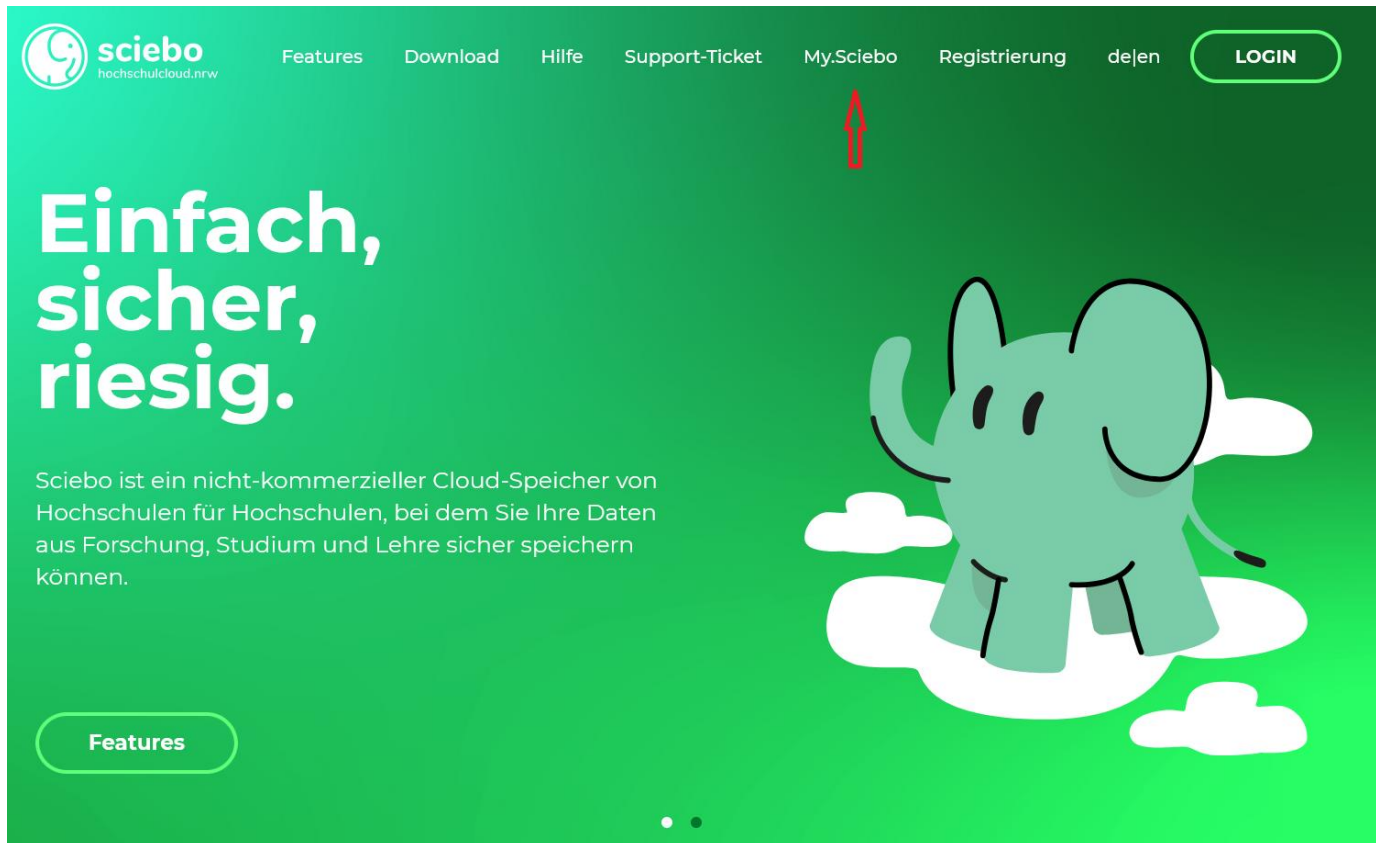 sciebo
hochschulcloud.nrw
Features
Download
Hilfe
Support-Ticket
My.Sciebo
Registrierung
de|en
LOGIN
Einfach,
sicher,
riesig.
Sciebo ist ein nicht-kommerzieller Cloud-Speicher von
Hochschulen für Hochschulen, bei dem Sie Ihre Daten
aus Forschung, Studium und Lehre sicher speichern
können.
Features